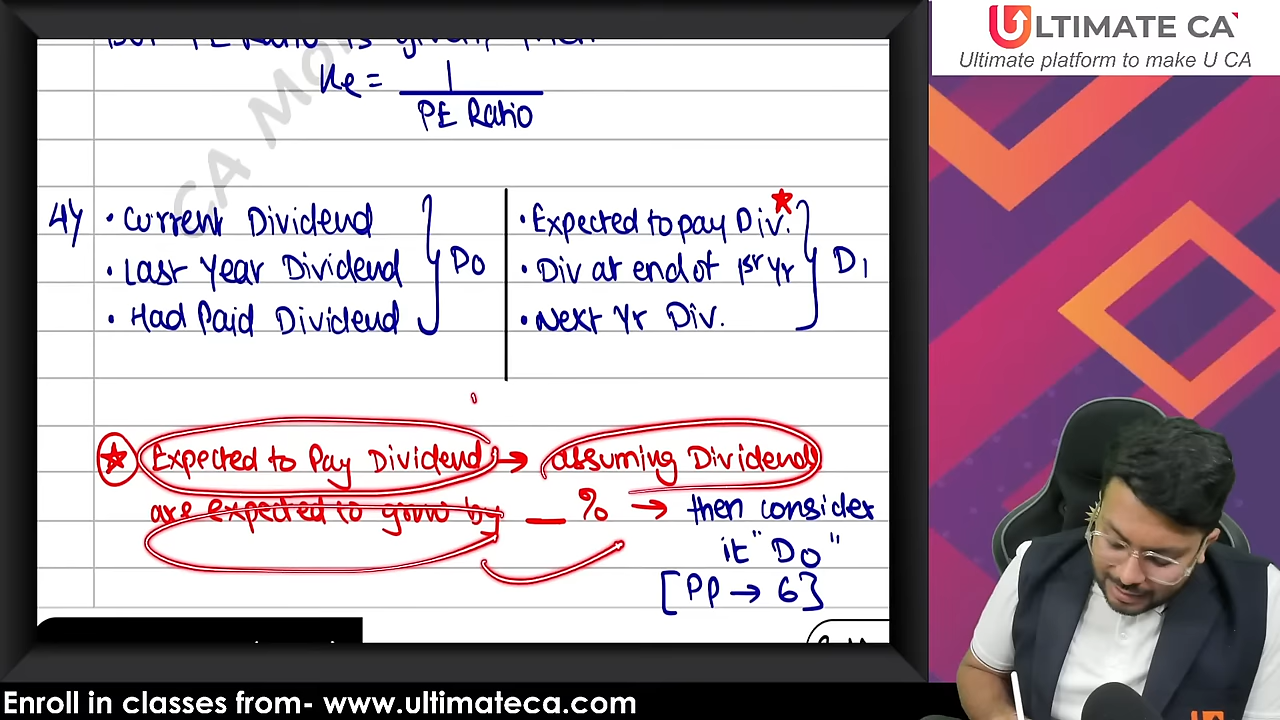 ULTIMATE CA
Ultimate platform to make U CA
Ke = 1
PE Ratio
CA MO
4) • Current Dividend
• Last Year Dividend
• Had Paid Dividend
D0
• Expected to pay Div.
• Div at end of 1st yr
• Next Yr Div.
D1
Expected to Pay Dividend → assuming Dividend
are expected to grow by __ % → then consider
it "D0"
[PP → 6]
Enroll in classes from- www.ultimateca.com